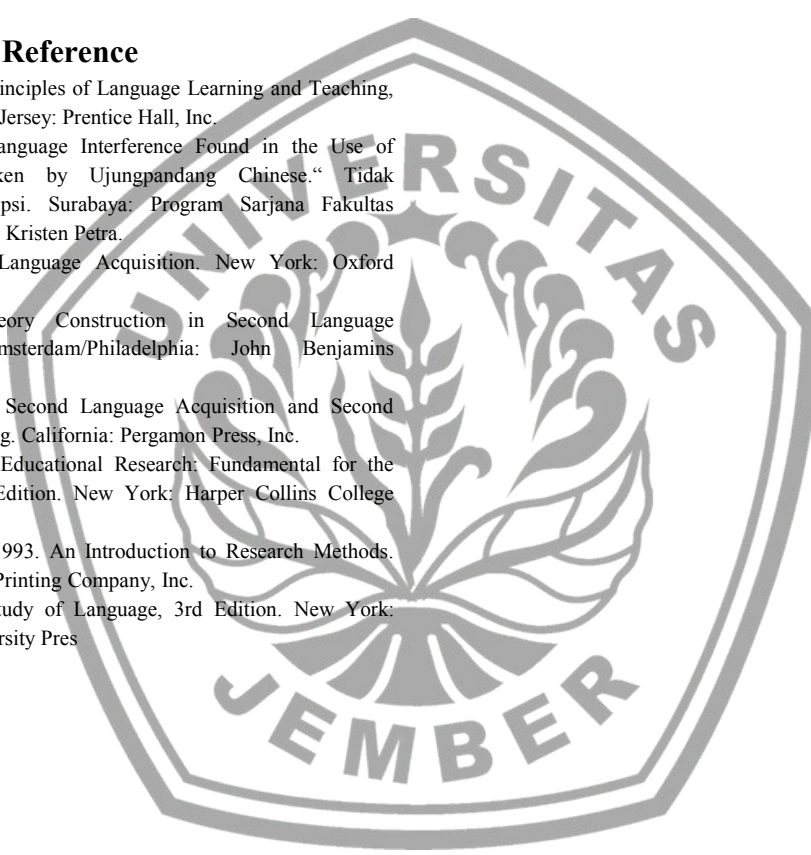 Reference
inciples of Language Learning and Teaching,
Jersey: Prentice Hall, Inc.
anguage Interference Found in the Use of
ken by Ujungpandang Chinese.“ Tidak
psi. Surabaya: Program Sarjana Fakultas
Kristen Petra.
Language Acquisition. New York: Oxford
eory Construction in Second Language
msterdam/Philadelphia: John Benjamins
Second Language Acquisition and Second
g. California: Pergamon Press, Inc.
Educational Research: Fundamental for the
Edition. New York: Harper Collins College
993. An Introduction to Research Methods.
Printing Company, Inc.
tudy of Language, 3rd Edition. New York:
rsity Pres
UNIVERSITAS
JEMBER